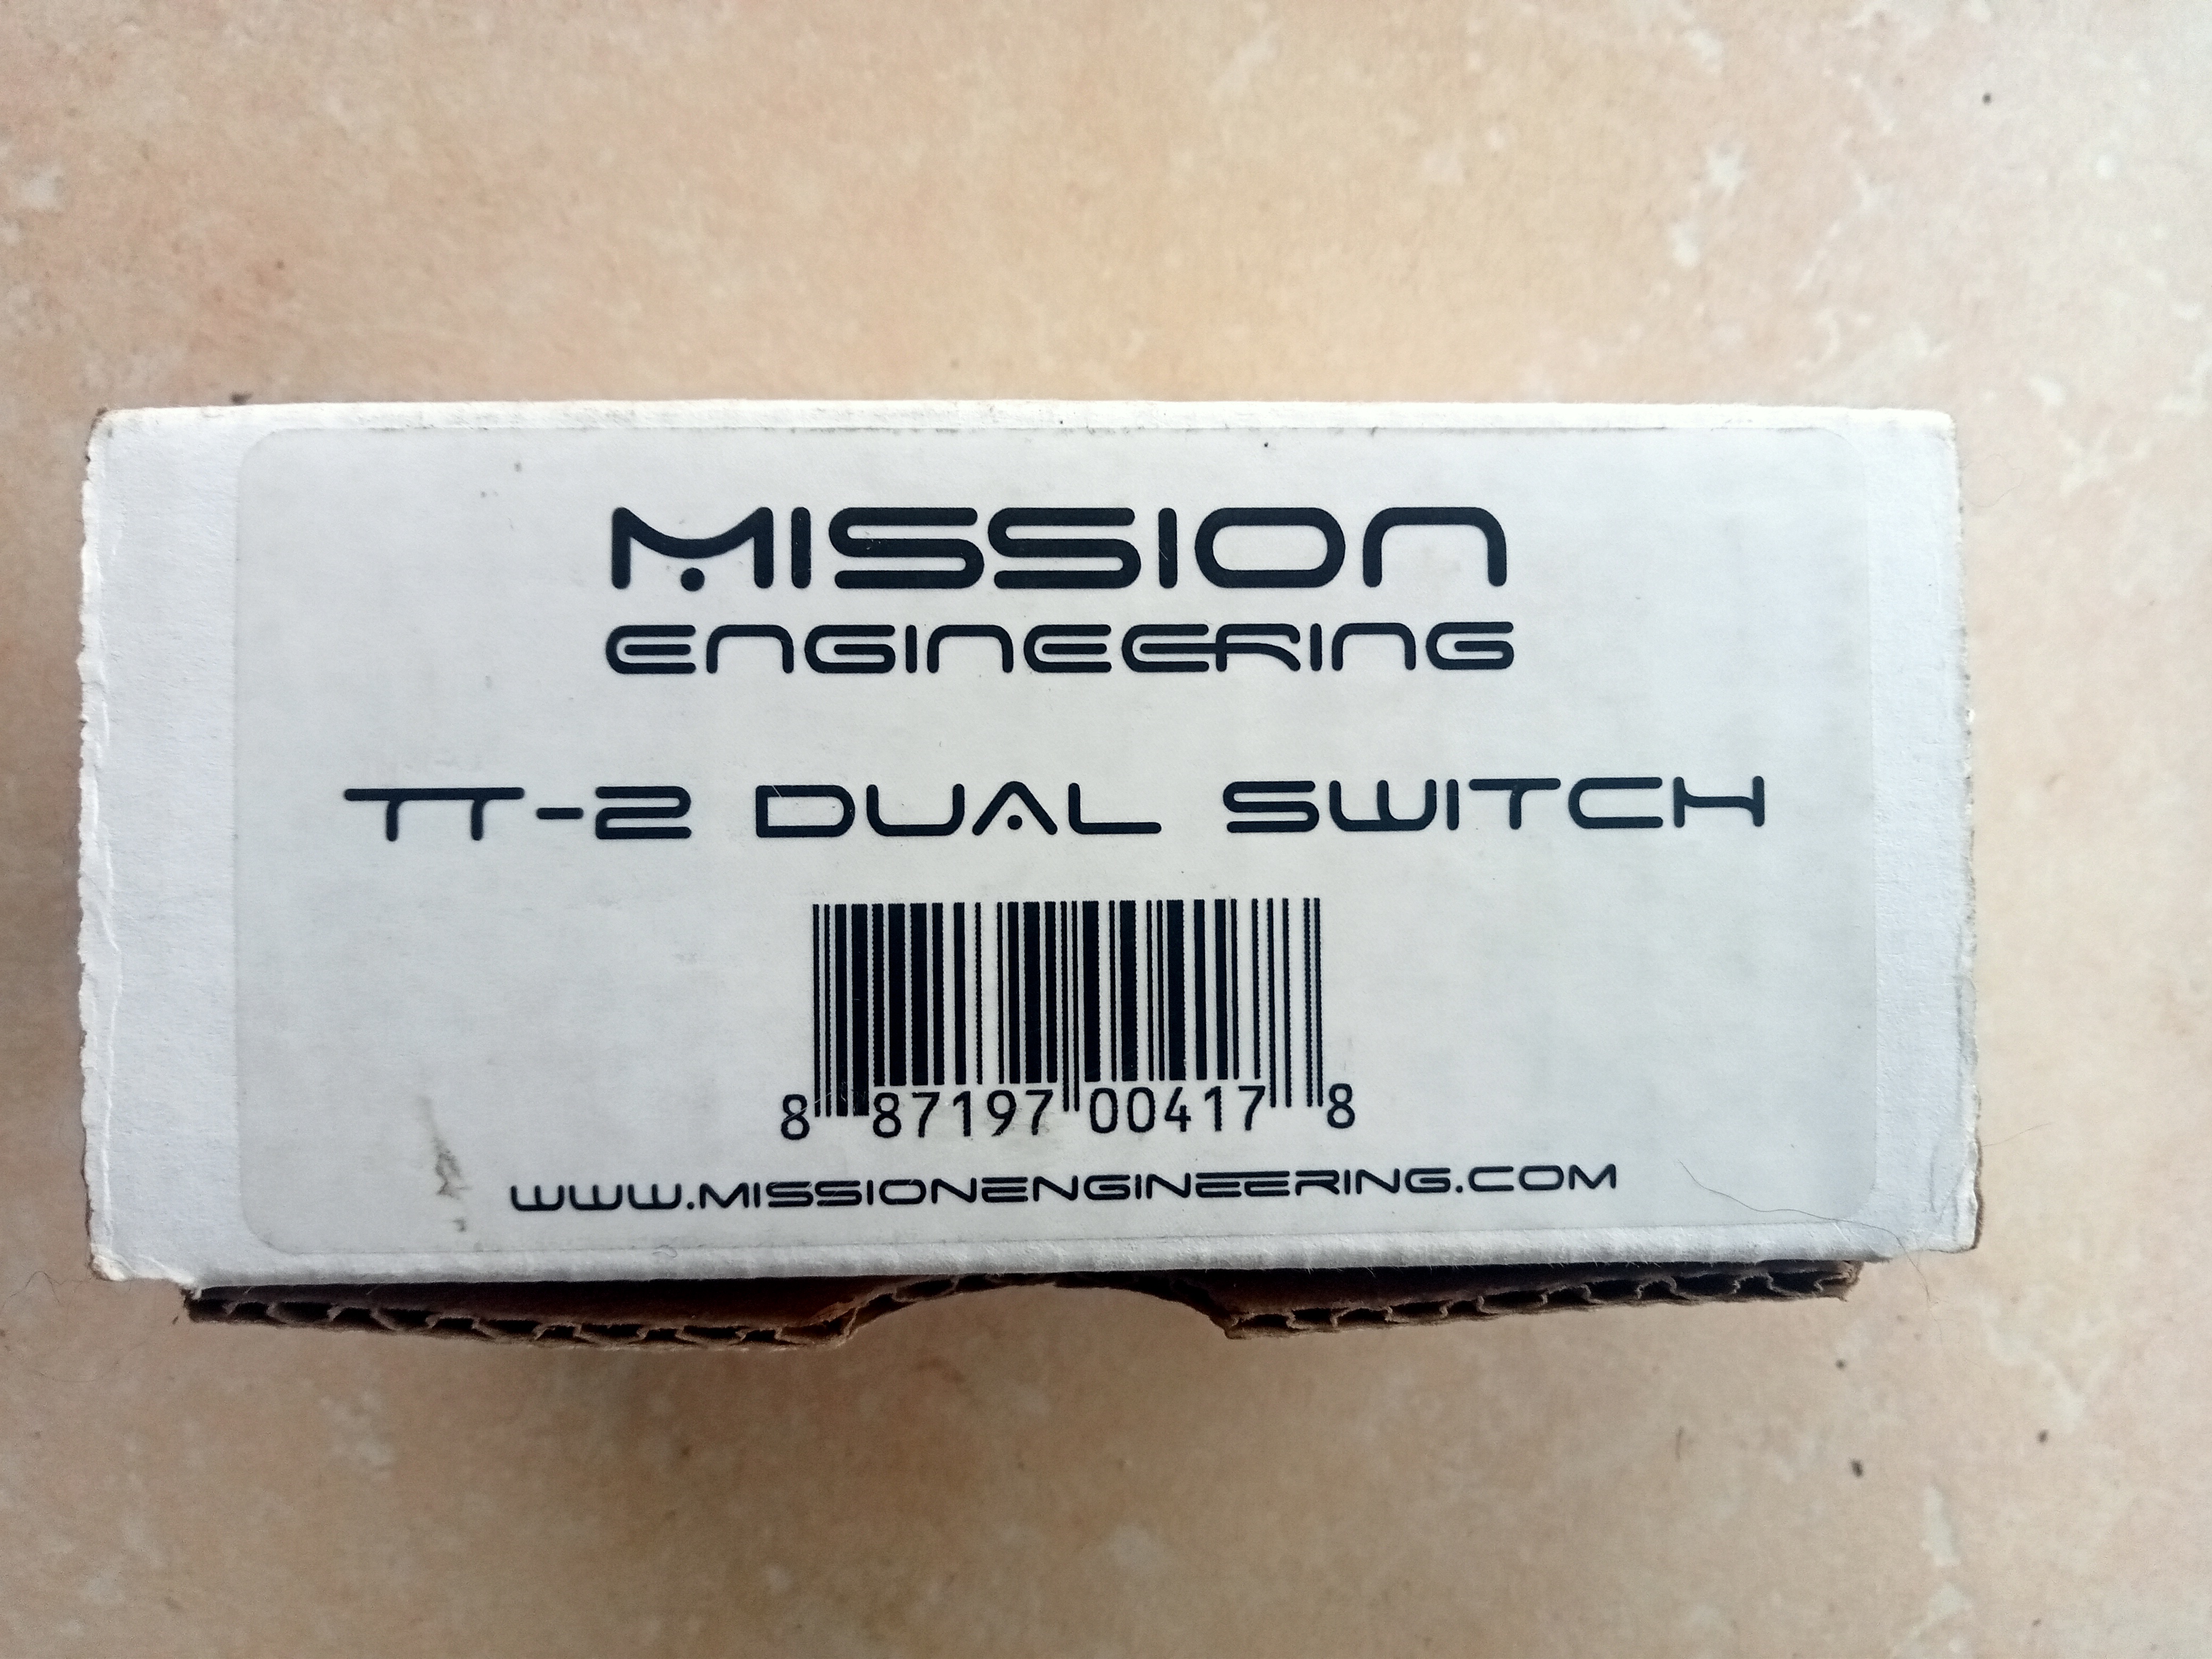 MISSION
ENGINEERING
TT-2 DUAL SWITCH
8 87197 00417 8
WWW.MISSIONENGINEERING.COM